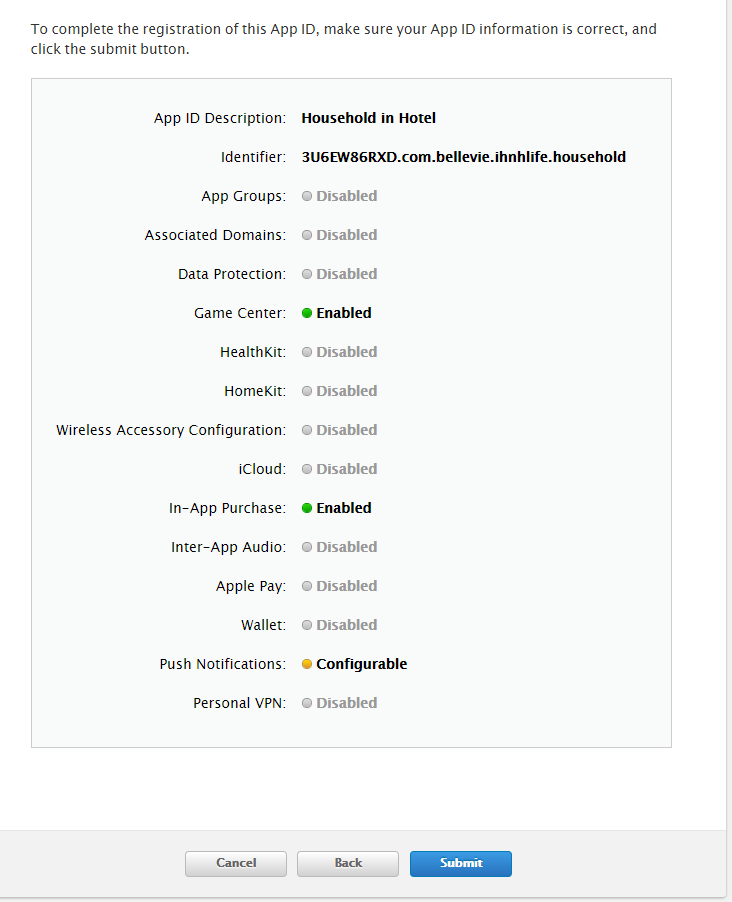 To complete the registration of this App ID, make sure your App ID information is correct, and
click the submit button.
App ID Description: Household in Hotel
Identifier: 3U6EW86RXD.com.bellevie.ihnhlife.household
App Groups: Disabled
Associated Domains: Disabled
Data Protection: Disabled
Game Center: Enabled
HealthKit: Disabled
HomeKit: Disabled
Wireless Accessory Configuration: Disabled
iCloud: Disabled
In-App Purchase: Enabled
Inter-App Audio: Disabled
Apple Pay: Disabled
Wallet: Disabled
Push Notifications: Configurable
Personal VPN: Disabled
Cancel Back Submit